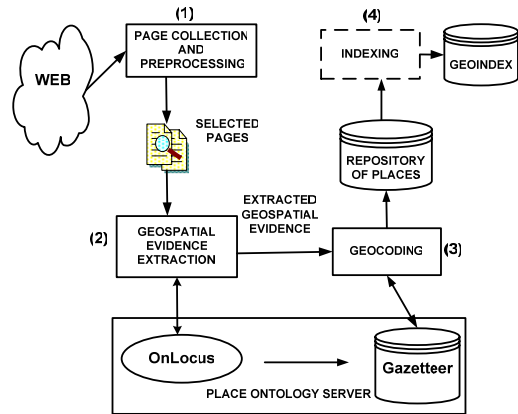 (1)
PAGE COLLECTION
AND
PREPROCESSING
WEB
SELECTED
PAGES
(4)
INDEXING
GEOINDEX
REPOSITORY
OF PLACES
(2)
GEOSPATIAL
EVIDENCE
EXTRACTION
EXTRACTED
GEOSPATIAL
EVIDENCE
GEOCODING
(3)
OnLocus
Gazetteer
PLACE ONTOLOGY SERVER